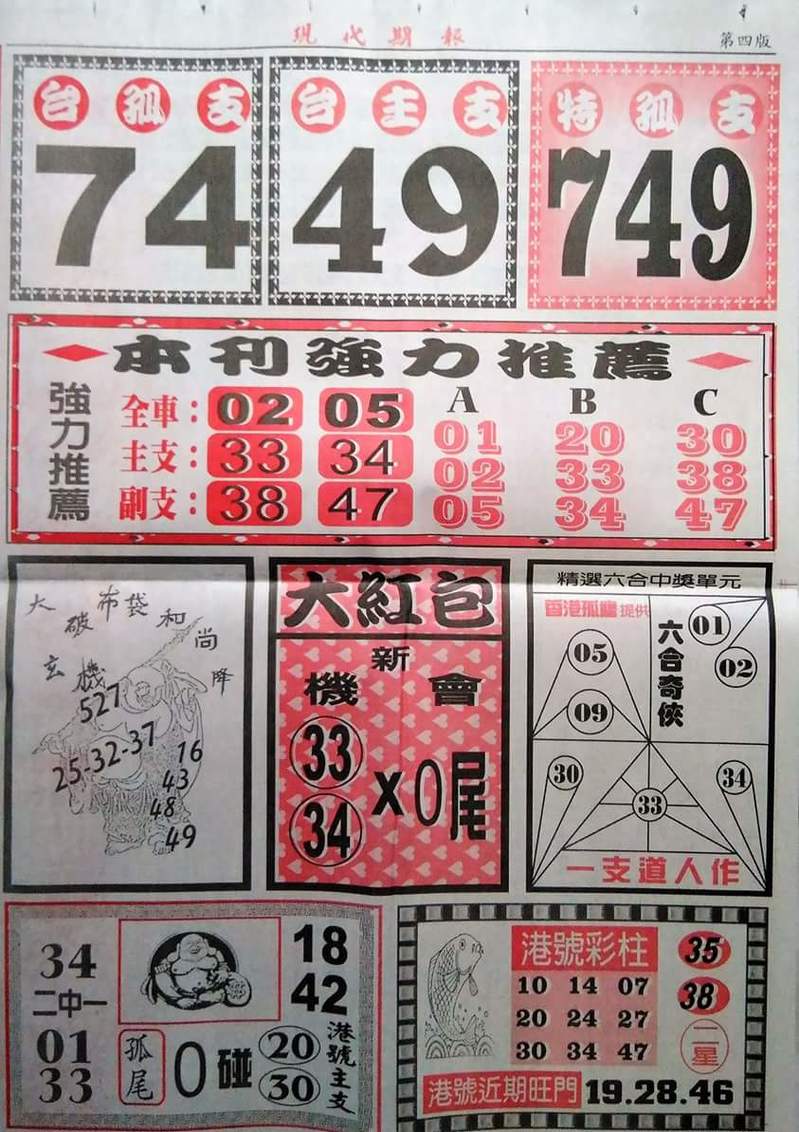 現代期報
第四版
台孤支
74
台主支
49
特孤支
749
本刊強力推薦
強力推薦
全車：02 05
主支：33 34
副支：38 47
A B C
01 20 30
02 33 38
05 34 47
大破布袋和尚降
玄機
527
25-32-37
16
43
48
49
大紅包
新
機會
33
34
x0尾
精選六合中獎單元
香港孤鷹提供
六合奇俠
01
02
05
09
30
33
34
一支道人作
34
二中一
01
33
孤尾
0碰
18
42
20
30
港號主支
港號彩柱
10 14 07
20 24 27
30 34 47
35
38
二星
港號近期旺門 19.28.46